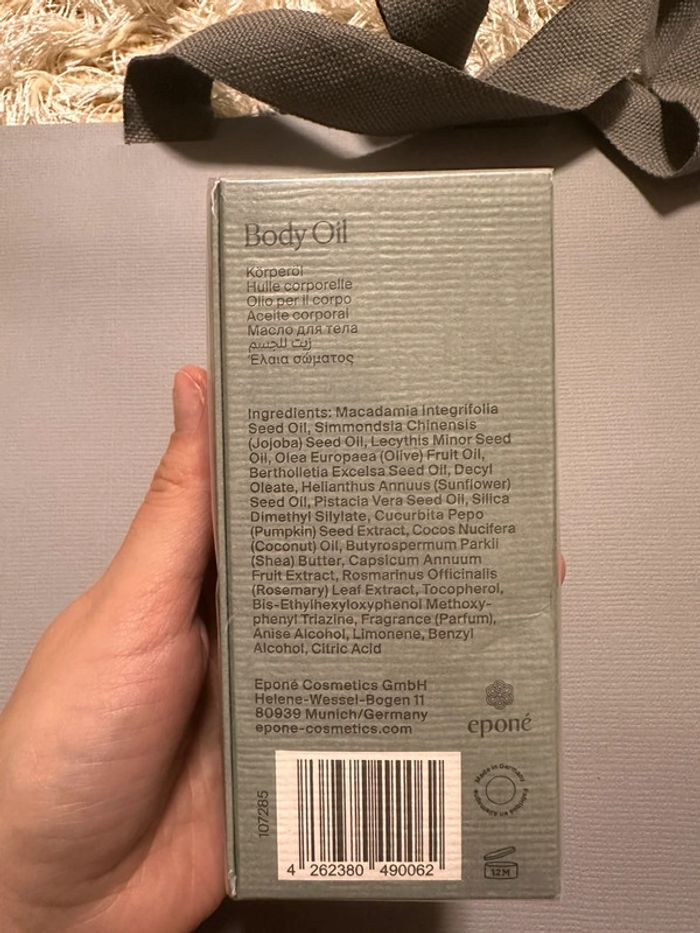 Body Oil
Körperöl
Huile corporelle
Olio per il corpo
Aceite corporal
Масло для тела
زيت للجسم
Έλαια σώματος
Ingredients: Macadamia Integrifolia
Seed Oil, Simmondsia Chinensis
(Jojoba) Seed Oil, Lecythis Minor Seed
Oil, Olea Europaea (Olive) Fruit Oil,
Bertholletia Excelsa Seed Oil, Decyl
Oleate, Helianthus Annuus (Sunflower)
Seed Oil, Pistacia Vera Seed Oil, Silica
Dimethyl Silylate, Cucurbita Pepo
(Pumpkin) Seed Extract, Cocos Nucifera
(Coconut) Oil, Butyrospermum Parkii
(Shea) Butter, Capsicum Annuum
Fruit Extract, Rosmarinus Officinalis
(Rosemary) Leaf Extract, Tocopherol,
Bis-Ethylhexyloxyphenol Methoxy-
phenyl Triazine, Fragrance (Parfum),
Anise Alcohol, Limonene, Benzyl
Alcohol, Citric Acid
Eponé Cosmetics GmbH
Helene-Wessel-Bogen 11
80939 Munich/Germany
epone-cosmetics.com
eponé
107285
4 262380 490062
Made in Germany
Fabriqué en Allemagne
12M